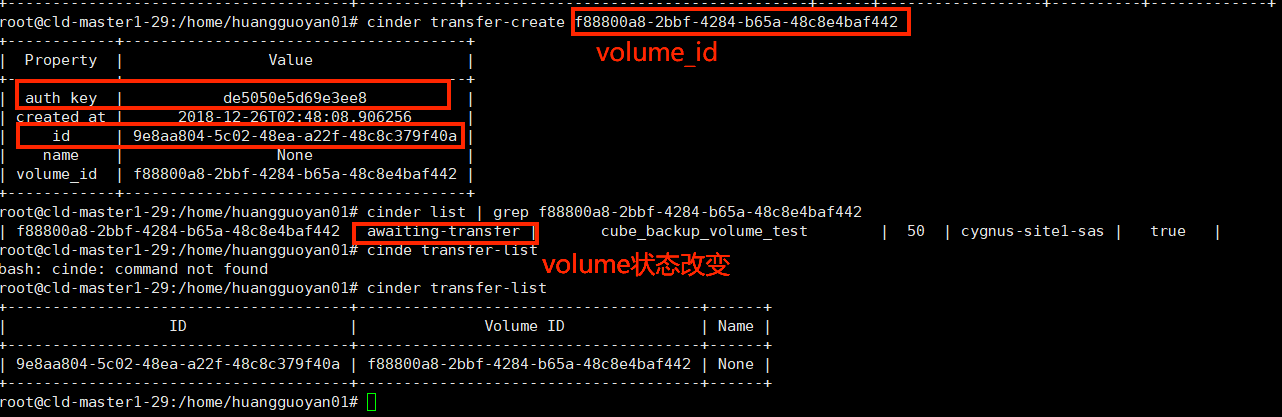 root@cld-master1-29:/home/huangguoyan01# cinder transfer-create f88800a8-2bbf-4284-b65a-48c8e4baf442
volume_id
+-----------+--------------------------------------+
| Property | Value |
+-----------+--------------------------------------+
| auth_key | de5050e5d69e3ee8 |
| created_at | 2018-12-26T02:48:08.906256 |
| id | 9e8aa804-5c02-48ea-a22f-48c8c379f40a |
| name | None |
| volume_id | f88800a8-2bbf-4284-b65a-48c8e4baf442 |
+-----------+--------------------------------------+
root@cld-master1-29:/home/huangguoyan01# cinder list | grep f88800a8-2bbf-4284-b65a-48c8e4baf442
| f88800a8-2bbf-4284-b65a-48c8e4baf442 | awaiting-transfer | cube_backup_volume_test | 50 | cygnus-site1-sas | true |
root@cld-master1-29:/home/huangguoyan01# cinde transfer-list
volume状态改变
bash: cinde: command not found
root@cld-master1-29:/home/huangguoyan01# cinder transfer-list
+--------------------------------------+--------------------------------------+------+
| ID | Volume ID | Name |
+--------------------------------------+--------------------------------------+------+
| 9e8aa804-5c02-48ea-a22f-48c8c379f40a | f88800a8-2bbf-4284-b65a-48c8e4baf442 | None |
+--------------------------------------+--------------------------------------+------+
root@cld-master1-29:/home/huangguoyan01#